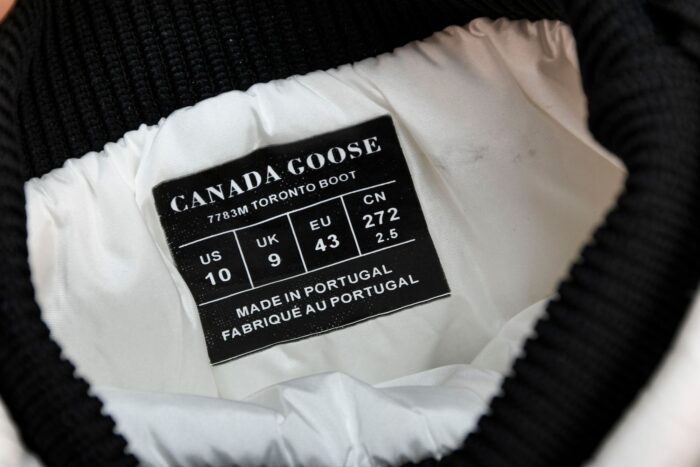 CANADA GOOSE
7783M TORONTO BOOT
US UK EU CN
10 9 43 272
2.5
MADE IN PORTUGAL
FABRIQUÉ AU PORTUGAL